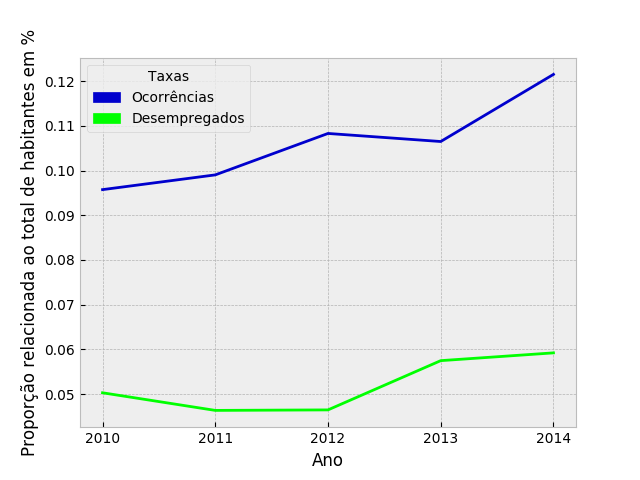 Proporção relacionada ao total de habitantes em %
0.12
0.11
0.10
0.09
0.08
0.07
0.06
0.05
Taxas
Ocorrências
Desempregados
2010 2011 2012 2013 2014
Ano